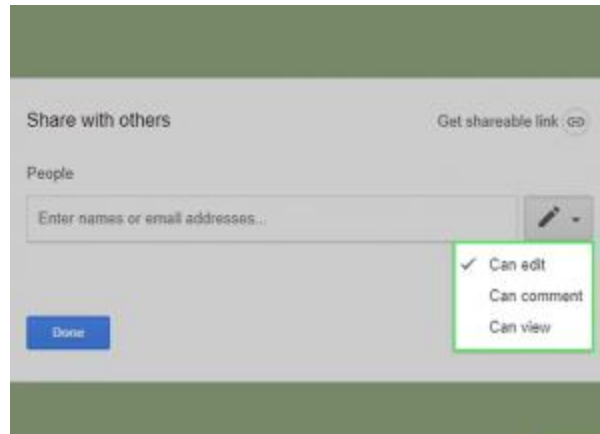 Share with others
Get shareable link
People
Enter names or email addresses...
Can edit
Can comment
Can view
Done